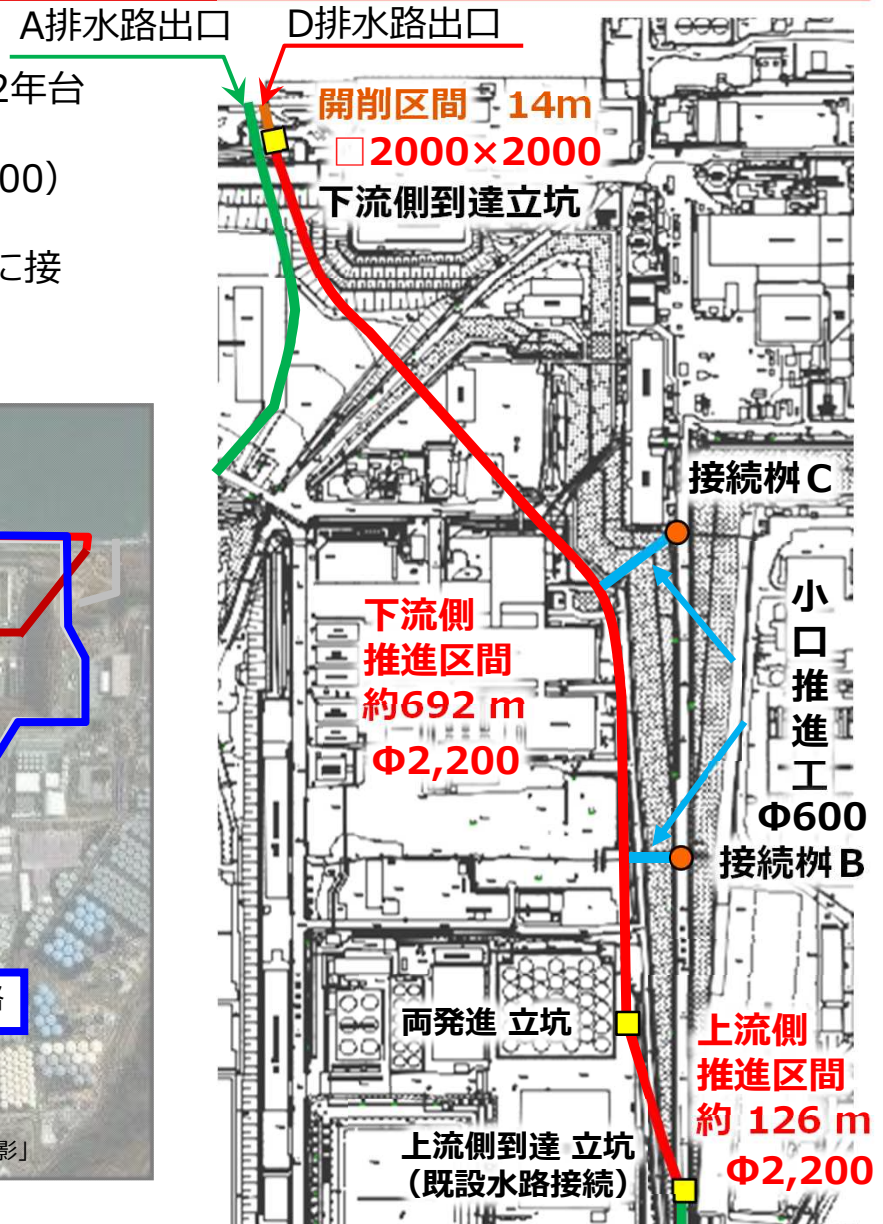 A排水路出口
D排水路出口
2年台
00）
に接
開削区間 14m
□2000×2000
下流側到達立坑
接続桝C
小口推進工
Φ600
接続桝B
下流側
推進区間
約692 m
Φ2,200
両発進 立坑
上流側
推進区間
約 126 m
Φ2,200
上流側到達 立坑
（既設水路接続）
影」